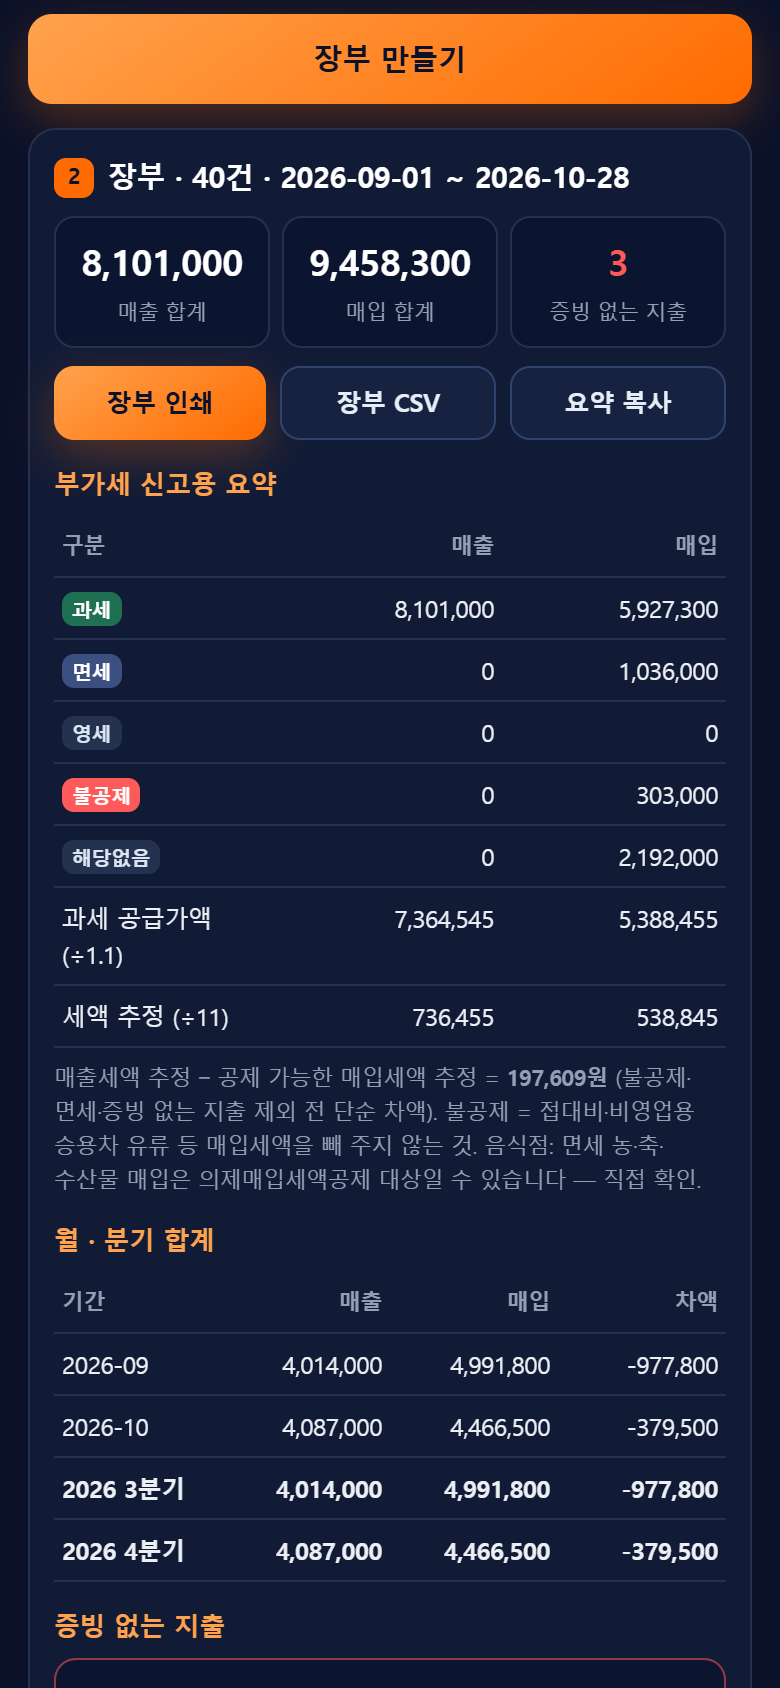 장부 만들기
2 장부 · 40건 · 2026-09-01 ~ 2026-10-28
8,101,000 9,458,300 3
매출 합계 매입 합계 증빙 없는 지출
장부 인쇄 장부 CSV 요약 복사
부가세 신고용 요약
구분 매출 매입
과세 8,101,000 5,927,300
면세 0 1,036,000
영세 0 0
불공제 0 303,000
해당없음 0 2,192,000
과세 공급가액 7,364,545 5,388,455
(÷1.1)
세액 추정 (÷11) 736,455 538,845
매출세액 추정 − 공제 가능한 매입세액 추정 = 197,609원 (불공제·
면세·증빙 없는 지출 제외 전 단순 차액). 불공제 = 접대비·비영업용
승용차 유류 등 매입세액을 빼 주지 않는 것. 음식점: 면세 농·축·
수산물 매입은 의제매입세액공제 대상일 수 있습니다 — 직접 확인.
월 · 분기 합계
기간 매출 매입 차액
2026-09 4,014,000 4,991,800 -977,800
2026-10 4,087,000 4,466,500 -379,500
2026 3분기 4,014,000 4,991,800 -977,800
2026 4분기 4,087,000 4,466,500 -379,500
증빙 없는 지출